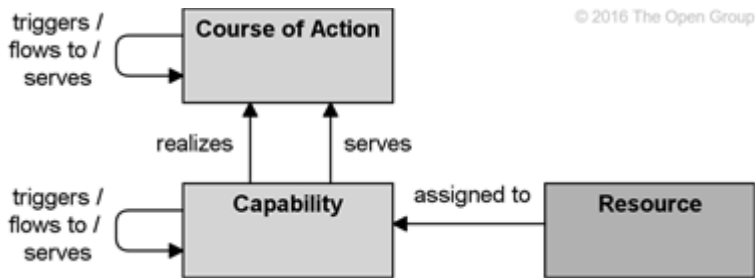 © 2016 The Open Group
triggers /
flows to /
serves
Course of Action
realizes
serves
triggers /
flows to /
serves
Capability
assigned to
Resource